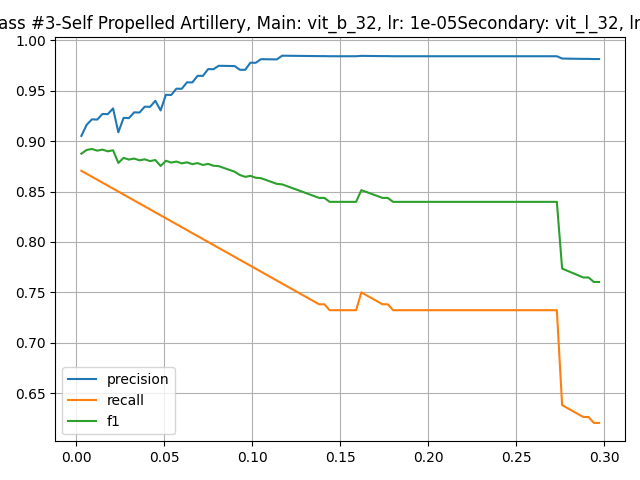 ass #3-Self Propelled Artillery, Main: vit_b_32, lr: 1e-05Secondary: vit_l_32, lr
1.00
0.95
0.90
0.85
0.80
0.75
0.70
0.65
precision
recall
f1
0.00 0.05 0.10 0.15 0.20 0.25 0.30